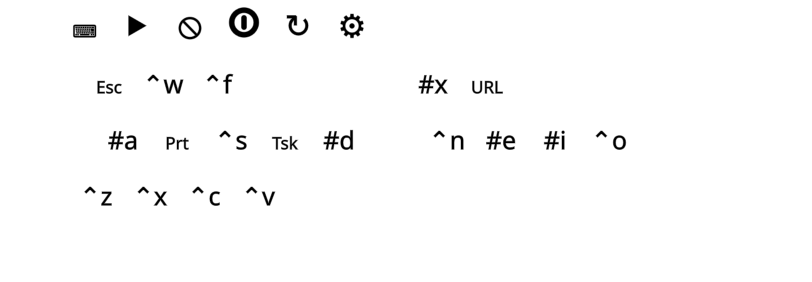 ⌨ ▶ 🛇 ⏼ ↻ ⚙
Esc ^w ^f #x URL
#a Prt ^s Tsk #d ^n #e #i ^o
^z ^x ^c ^v